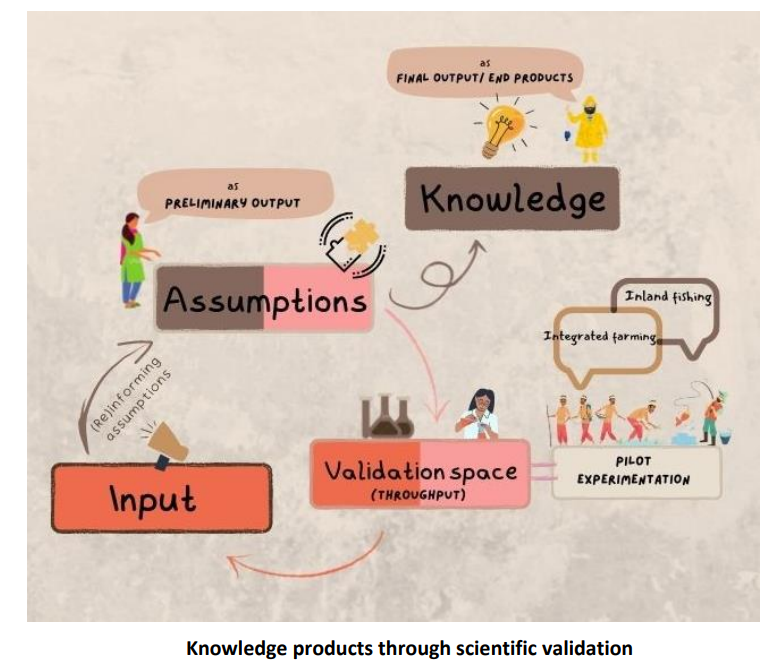 as
FINAL OUTPUT/ END PRODUCTS
Knowledge
as
PRELIMINARY OUTPUT
Assumptions
Inland fishing
Integrated farming
(Re)informing
assumptions
Validation space
(THROUGHPUT)
PILOT
EXPERIMENTATION
Input
Knowledge products through scientific validation